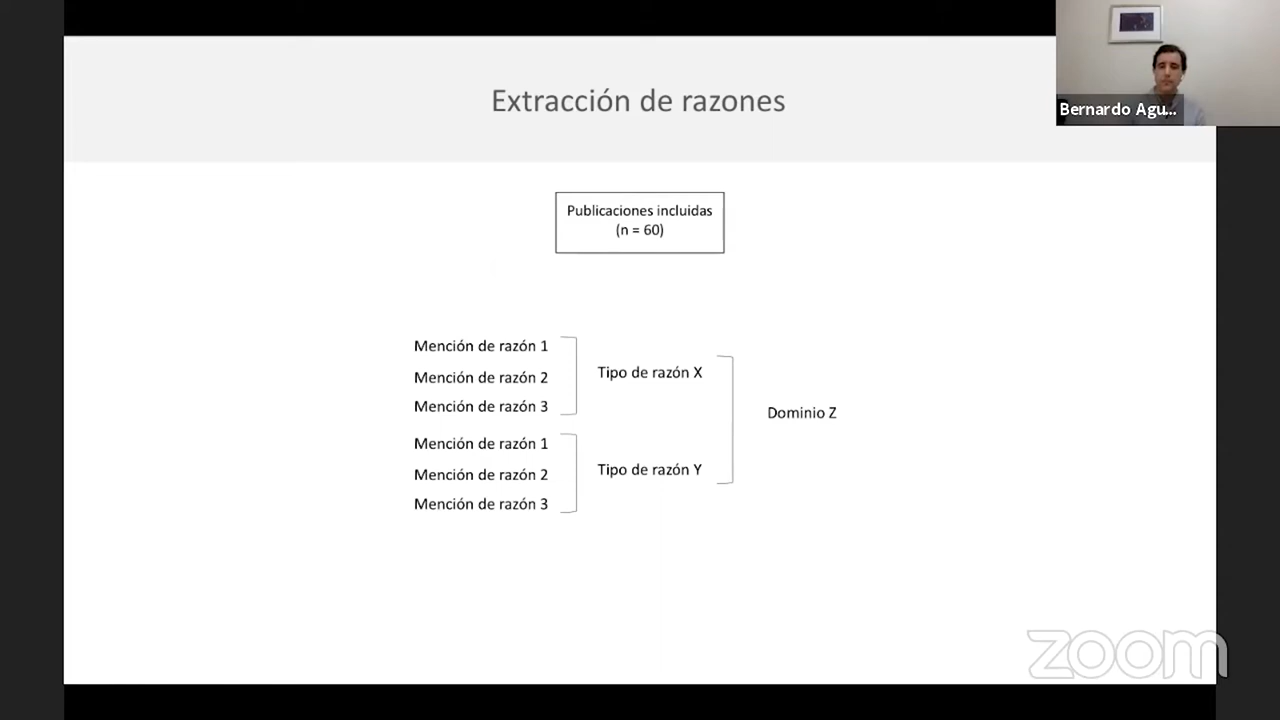 Extracción de razones
Bernardo Agu...
Publicaciones incluidas
(n = 60)
Mención de razón 1
Mención de razón 2
Mención de razón 3
Tipo de razón X
Mención de razón 1
Mención de razón 2
Mención de razón 3
Tipo de razón Y
Dominio Z
zoom